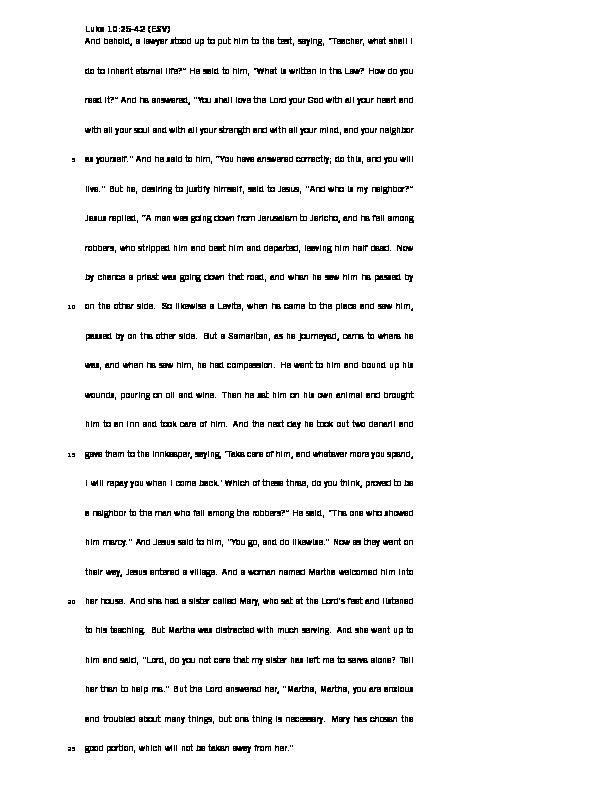 Luke 10:25-42 (ESV)
And behold, a lawyer stood up to put him to the test, saying, "Teacher, what shall I
do to inherit eternal life?" He said to him, "What is written in the Law? How do you
read it?" And he answered, "You shall love the Lord your God with all your heart and
with all your soul and with all your strength and with all your mind, and your neighbor
5 as yourself." And he said to him, "You have answered correctly; do this, and you will
live." But he, desiring to justify himself, said to Jesus, "And who is my neighbor?"
Jesus replied, "A man was going down from Jerusalem to Jericho, and he fell among
robbers, who stripped him and beat him and departed, leaving him half dead. Now
by chance a priest was going down that road, and when he saw him he passed by
10 on the other side. So likewise a Levite, when he came to the place and saw him,
passed by on the other side. But a Samaritan, as he journeyed, came to where he
was, and when he saw him, he had compassion. He went to him and bound up his
wounds, pouring on oil and wine. Then he set him on his own animal and brought
him to an inn and took care of him. And the next day he took out two denarii and
15 gave them to the innkeeper, saying, 'Take care of him, and whatever more you spend,
I will repay you when I come back.' Which of these three, do you think, proved to be
a neighbor to the man who fell among the robbers?" He said, "The one who showed
him mercy." And Jesus said to him, "You go, and do likewise." Now as they went on
their way, Jesus entered a village. And a woman named Martha welcomed him into
20 her house. And she had a sister called Mary, who sat at the Lord's feet and listened
to his teaching. But Martha was distracted with much serving. And she went up to
him and said, "Lord, do you not care that my sister has left me to serve alone? Tell
her then to help me." But the Lord answered her, "Martha, Martha, you are anxious
and troubled about many things, but one thing is necessary. Mary has chosen the
25 good portion, which will not be taken away from her."